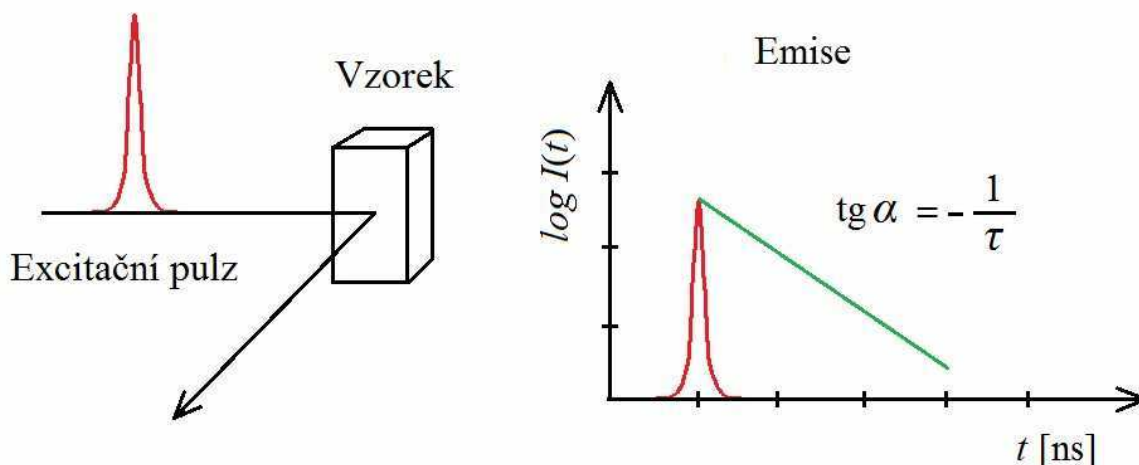 Vzorek
Excitační pulz
Emise
log I(t)
tg α = - 1/τ
t [ns]